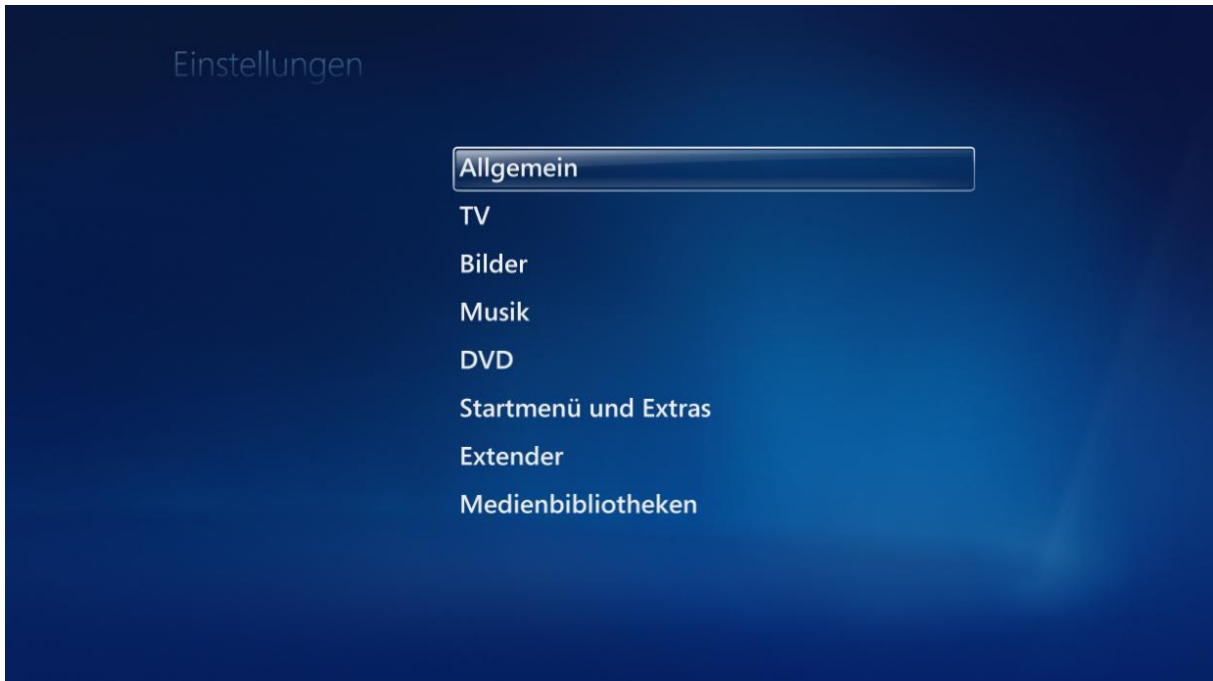 Einstellungen
Allgemein
TV
Bilder
Musik
DVD
Startmenü und Extras
Extender
Medienbibliotheken